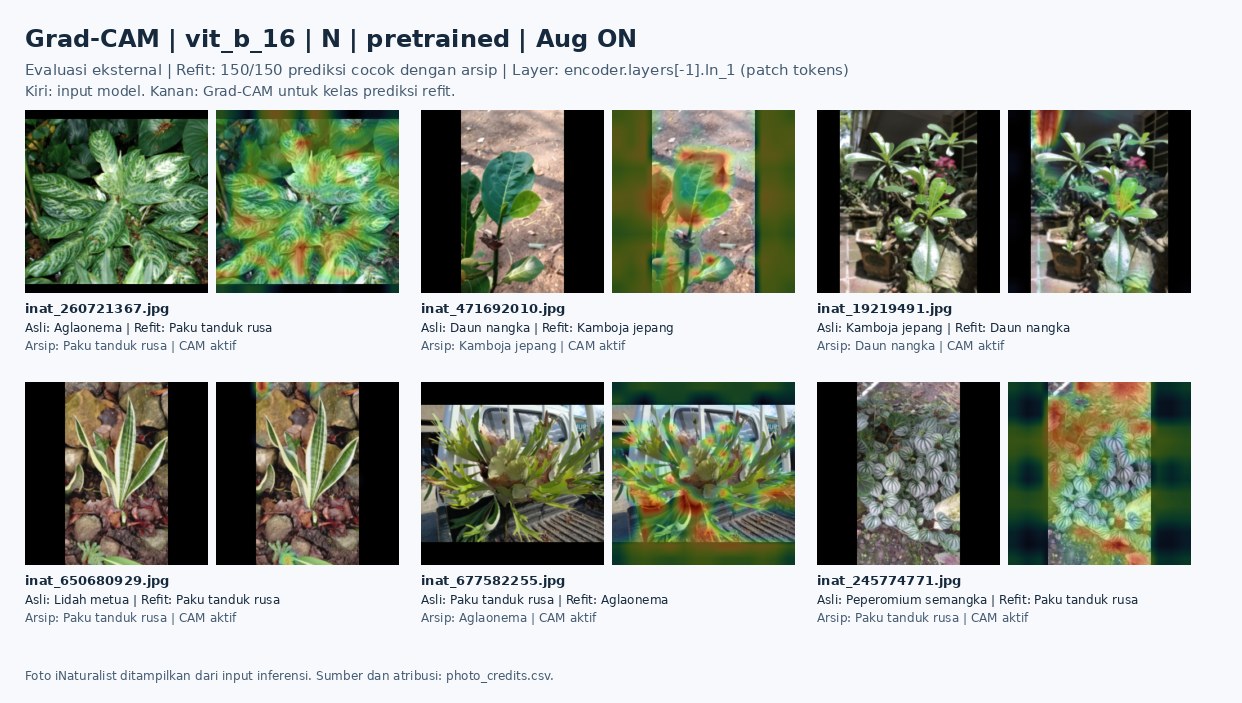 Grad-CAM | vit_b_16 | N | pretrained | Aug ON
Evaluasi eksternal | Refit: 150/150 prediksi cocok dengan arsip | Layer: encoder.layers[-1].ln_1 (patch tokens)
Kiri: input model. Kanan: Grad-CAM untuk kelas prediksi refit.
inat_260721367.jpg
Asli: Aglaonema | Refit: Paku tanduk rusa
Arsip: Paku tanduk rusa | CAM aktif
inat_471692010.jpg
Asli: Daun nangka | Refit: Kamboja jepang
Arsip: Kamboja jepang | CAM aktif
inat_19219491.jpg
Asli: Kamboja jepang | Refit: Daun nangka
Arsip: Daun nangka | CAM aktif
inat_650680929.jpg
Asli: Lidah metua | Refit: Paku tanduk rusa
Arsip: Paku tanduk rusa | CAM aktif
inat_677582255.jpg
Asli: Paku tanduk rusa | Refit: Aglaonema
Arsip: Aglaonema | CAM aktif
inat_245774771.jpg
Asli: Peperomium semangka | Refit: Paku tanduk rusa
Arsip: Paku tanduk rusa | CAM aktif
Foto iNaturalist ditampilkan dari input inferensi. Sumber dan atribusi: photo_credits.csv.